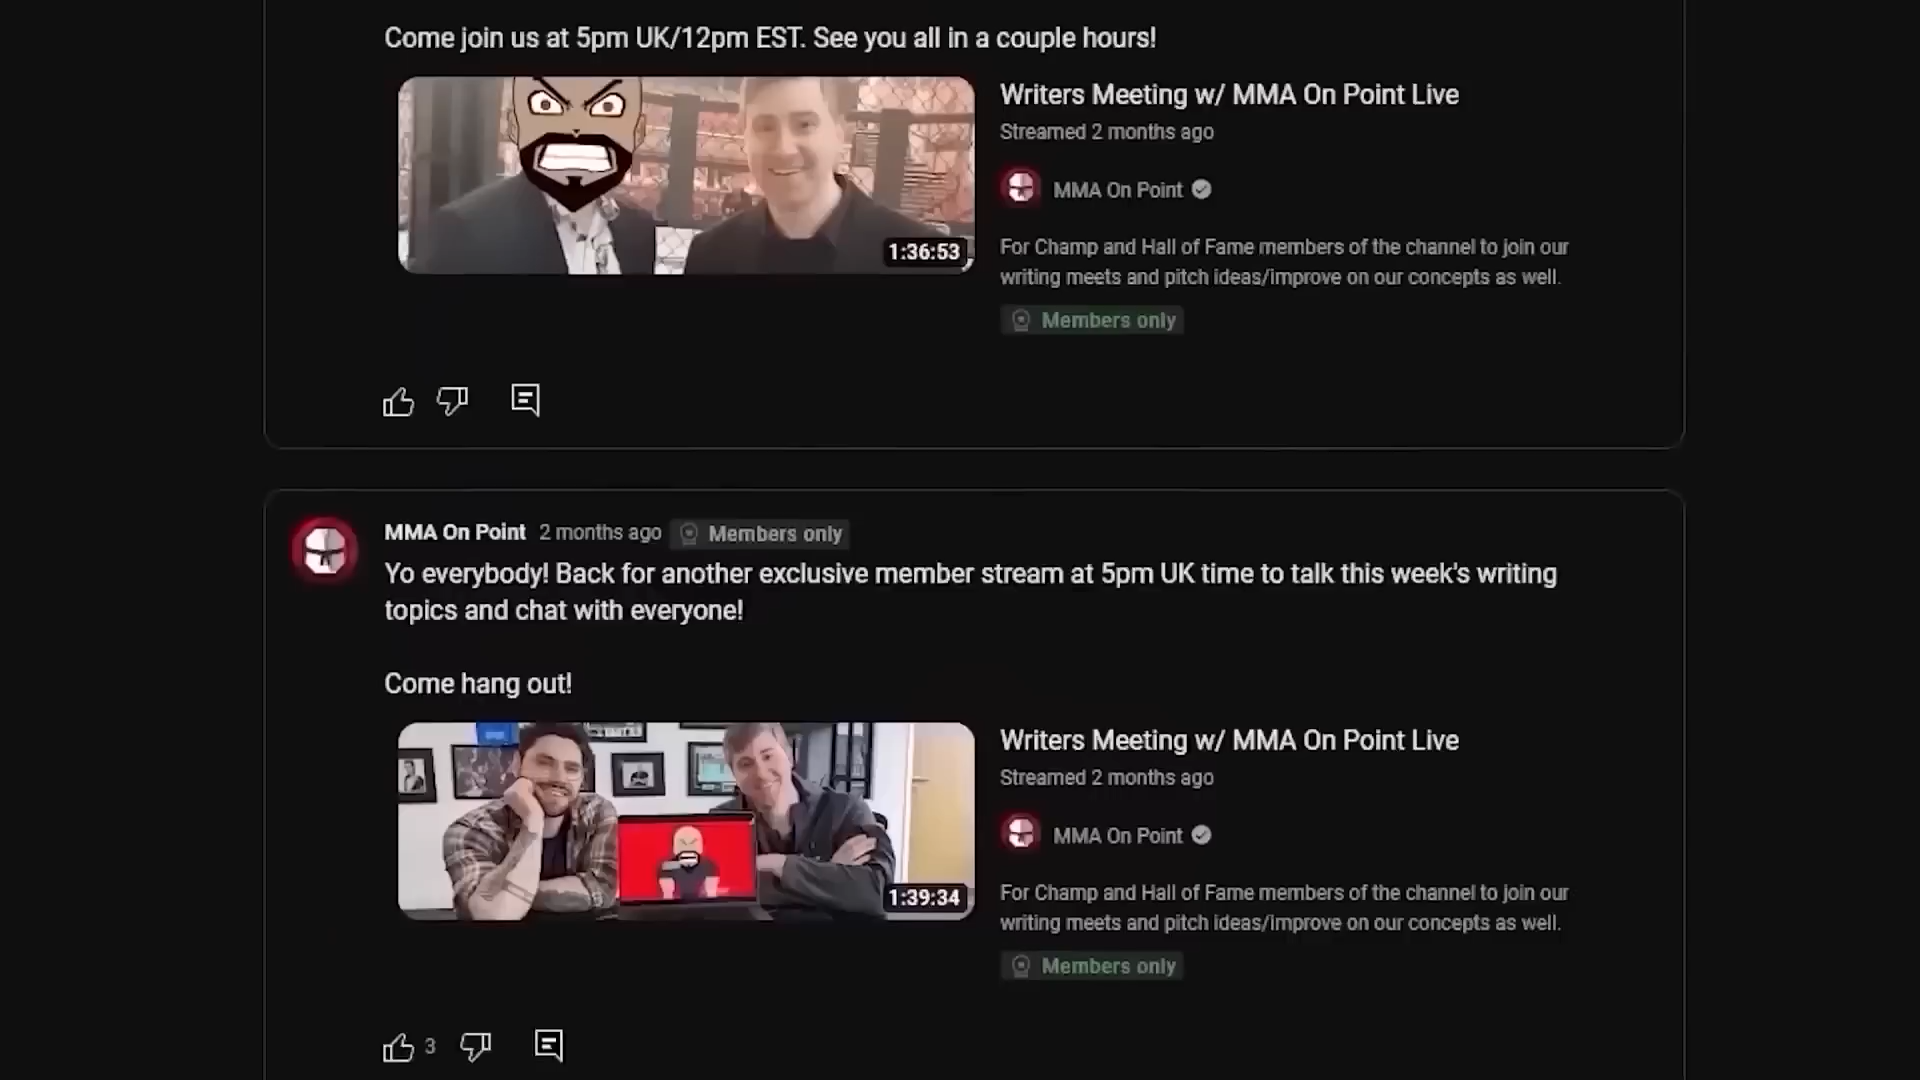 Come join us at 5pm UK/12pm EST. See you all in a couple hours!
1:36:53
Writers Meeting w/ MMA On Point Live
Streamed 2 months ago
MMA On Point
For Champ and Hall of Fame members of the channel to join our
writing meets and pitch ideas/improve on our concepts as well.
Members only
MMA On Point 2 months ago Members only
Yo everybody! Back for another exclusive member stream at 5pm UK time to talk this week's writing
topics and chat with everyone!
Come hang out!
1:39:34
Writers Meeting w/ MMA On Point Live
Streamed 2 months ago
MMA On Point
For Champ and Hall of Fame members of the channel to join our
writing meets and pitch ideas/improve on our concepts as well.
Members only
3